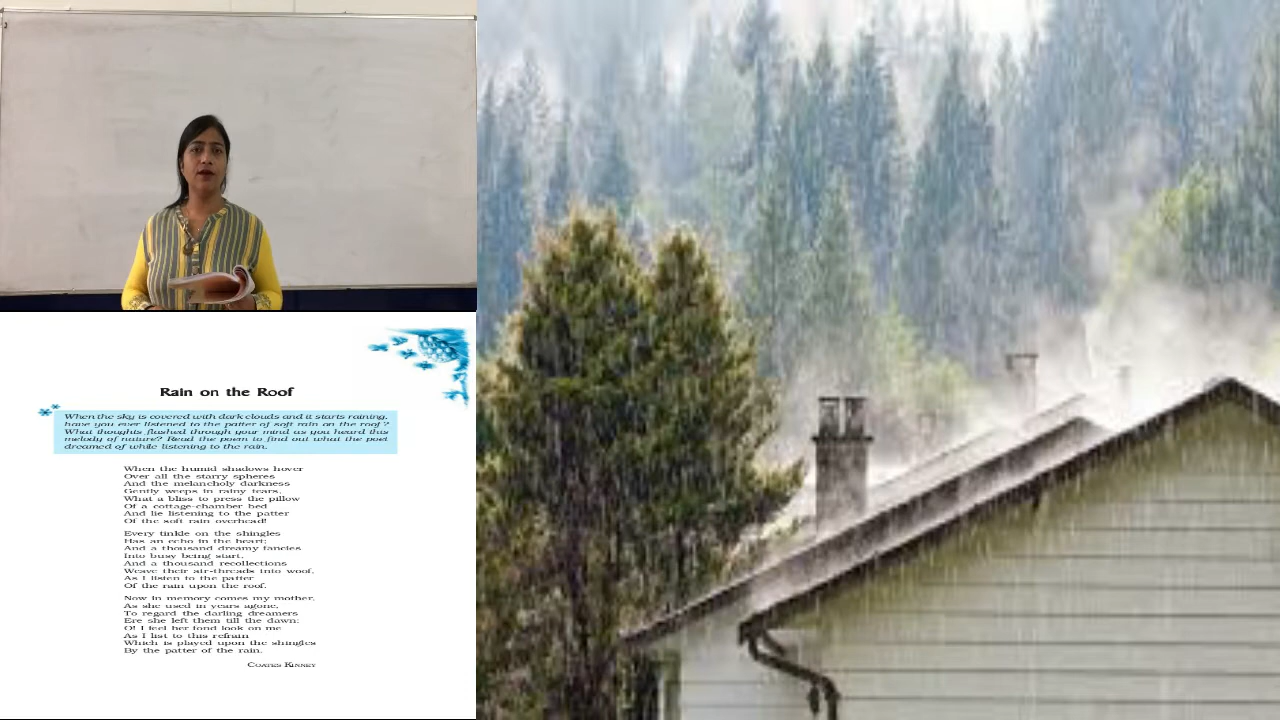 Rain on the Roof
When the sky is covered with dark clouds and it starts raining,
have you ever listened to the patter of soft rain on the roof ?
What thoughts flashed through your mind as you heard this
melody of nature? Read the poem to find out what the poet
dreamed of while listening to the rain.
When the humid shadows hover
Over all the starry spheres
And the melancholy darkness
Gently weeps in rainy tears,
What a bliss to press the pillow
Of a cottage-chamber bed
And lie listening to the patter
Of the soft rain overhead!
Every tinkle on the shingles
Has an echo in the heart;
And a thousand dreamy fancies
Into busy being start,
And a thousand recollections
Weave their air-threads into woof,
As I listen to the patter
Of the rain upon the roof.
Now in memory comes my mother,
As she used in years agone,
To regard the darling dreamers
Ere she left them till the dawn:
O! I feel her fond look on me
As I list to this refrain
Which is played upon the shingles
By the patter of the rain.
COATES KINNEY